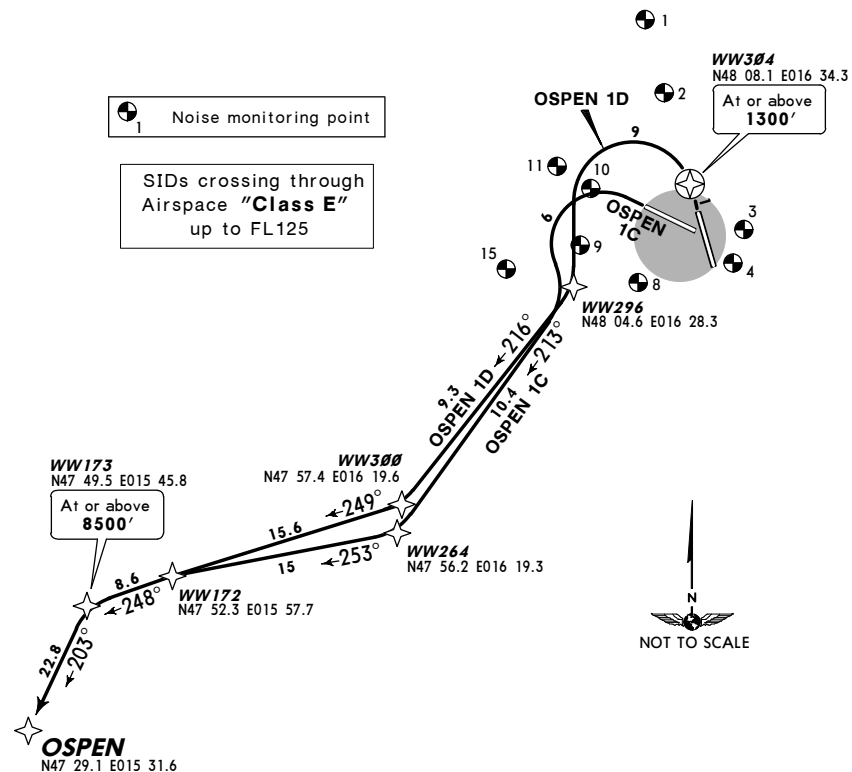 1
WW3Ø4
N48 08.1 E016 34.3
At or above
1300′
2
OSPEN 1D
9
1
Noise monitoring point
11
10
SIDs crossing through
Airspace "Class E"
up to FL125
OSPEN
1C
6
3
9
15
4
8
WW296
N48 04.6 E016 28.3
216°
213°
9.3
OSPEN 1D
10.4
OSPEN 1C
WW3ØØ
N47 57.4 E016 19.6
WW173
N47 49.5 E015 45.8
At or above
8500′
249°
15.6
253°
15
WW264
N47 56.2 E016 19.3
8.6
248°
WW172
N47 52.3 E015 57.7
203°
22.8
N
NOT TO SCALE
OSPEN
N47 29.1 E015 31.6